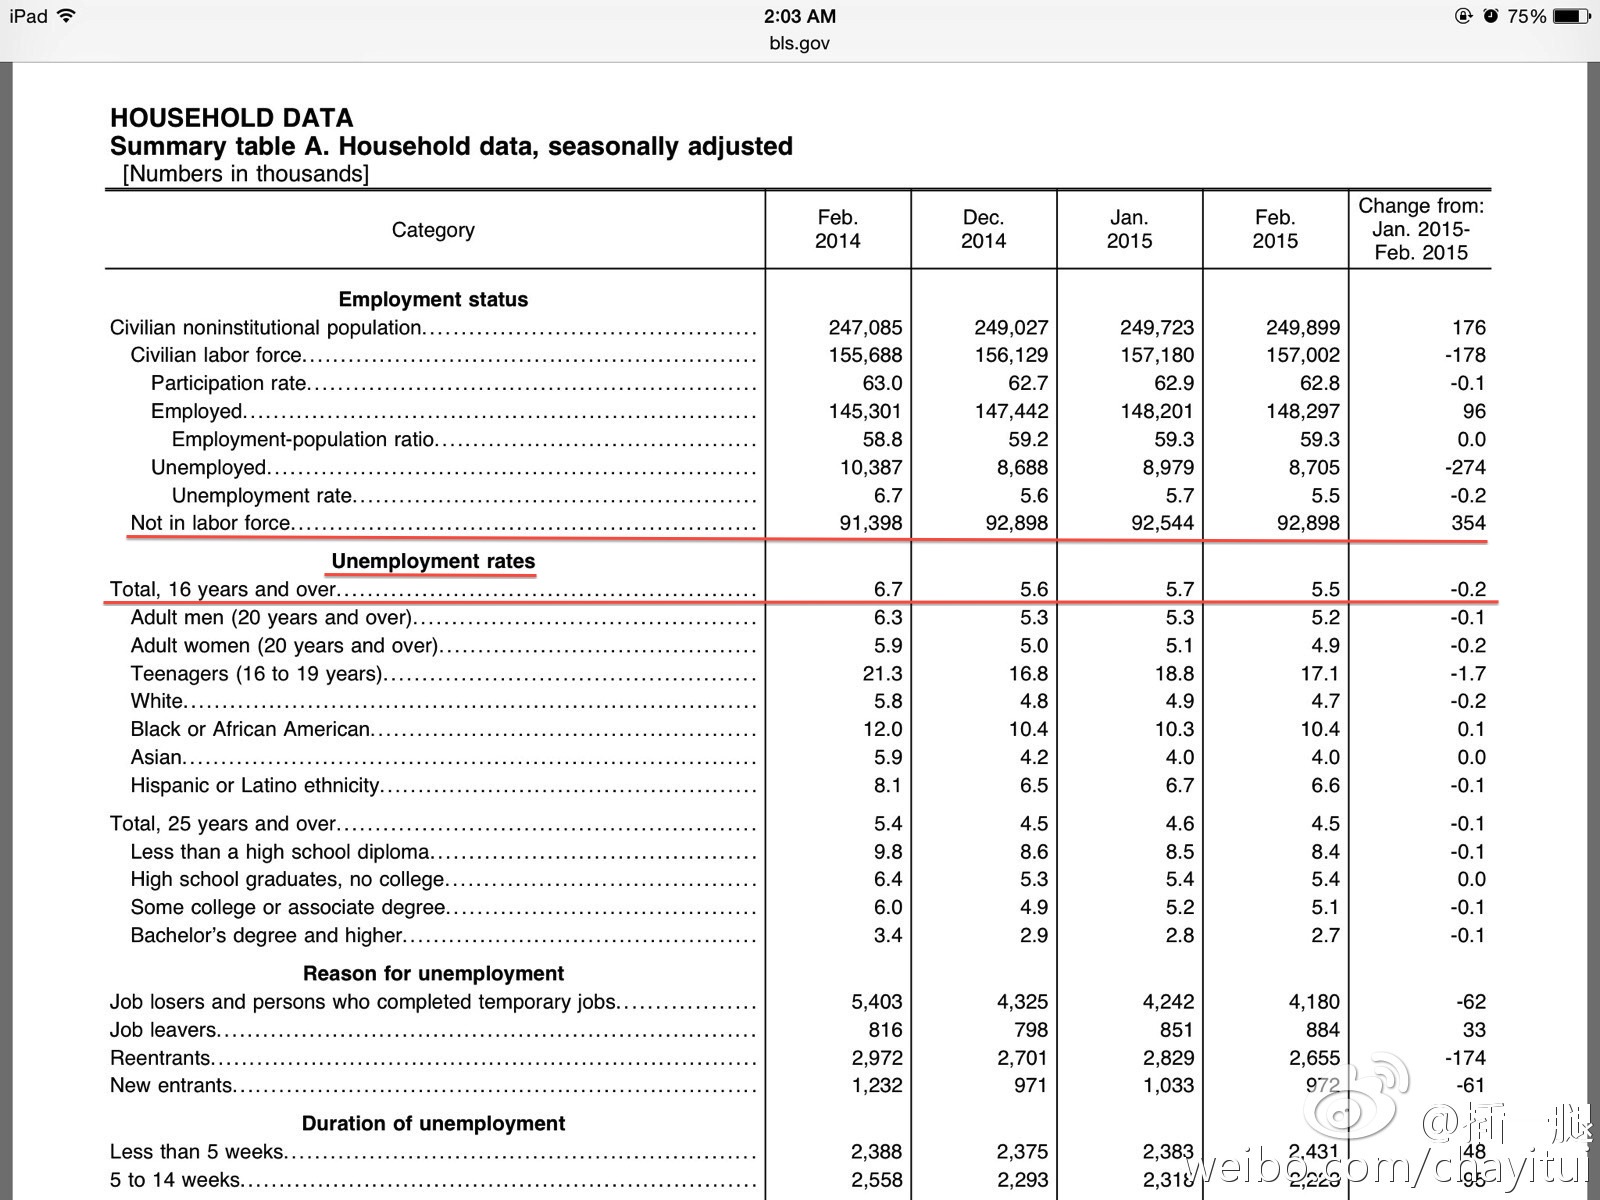 iPad 2:03 AM 75%
bls.gov
HOUSEHOLD DATA
Summary table A. Household data, seasonally adjusted
[Numbers in thousands]
Category Feb. 2014 Dec. 2014 Jan. 2015 Feb. 2015 Change from: Jan. 2015- Feb. 2015
Employment status
Civilian noninstitutional population 247,085 249,027 249,723 249,899 176
Civilian labor force 155,688 156,129 157,180 157,002 -178
Participation rate 63.0 62.7 62.9 62.8 -0.1
Employed 145,301 147,442 148,201 148,297 96
Employment-population ratio 58.8 59.2 59.3 59.3 0.0
Unemployed 10,387 8,688 8,979 8,705 -274
Unemployment rate 6.7 5.6 5.7 5.5 -0.2
Not in labor force 91,398 92,898 92,544 92,898 354
Unemployment rates
Total, 16 years and over 6.7 5.6 5.7 5.5 -0.2
Adult men (20 years and over) 6.3 5.3 5.3 5.2 -0.1
Adult women (20 years and over) 5.9 5.0 5.1 4.9 -0.2
Teenagers (16 to 19 years) 21.3 16.8 18.8 17.1 -1.7
White 5.8 4.8 4.9 4.7 -0.2
Black or African American 12.0 10.4 10.3 10.4 0.1
Asian 5.9 4.2 4.0 4.0 0.0
Hispanic or Latino ethnicity 8.1 6.5 6.7 6.6 -0.1
Total, 25 years and over 5.4 4.5 4.6 4.5 -0.1
Less than a high school diploma 9.8 8.6 8.5 8.4 -0.1
High school graduates, no college 6.4 5.3 5.4 5.4 0.0
Some college or associate degree 6.0 4.9 5.2 5.1 -0.1
Bachelor’s degree and higher 3.4 2.9 2.8 2.7 -0.1
Reason for unemployment
Job losers and persons who completed temporary jobs 5,403 4,325 4,242 4,180 -62
Job leavers 816 798 851 884 33
Reentrants 2,972 2,701 2,829 2,655 -174
New entrants 1,232 971 1,033 972 -61
Duration of unemployment
Less than 5 weeks 2,388 2,375 2,383 2,431 48
5 to 14 weeks 2,558 2,293
weibo.com/chayitui